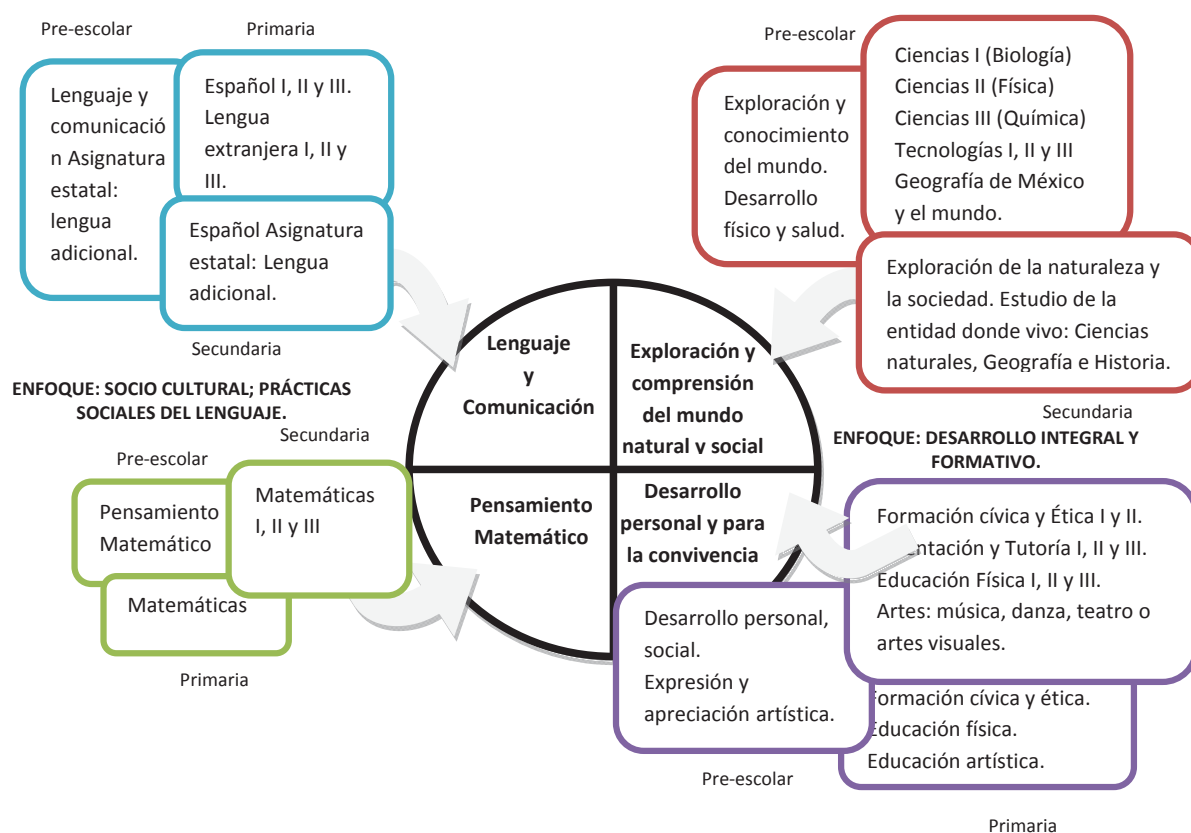 Pre-escolar
Primaria
Lenguaje y
comunicació
n Asignatura
estatal:
lengua
adicional.
Español I, II y III.
Lengua
extranjera I, II y
III.
Español Asignatura
estatal: Lengua
adicional.
Secundaria
ENFOQUE: SOCIO CULTURAL; PRÁCTICAS
SOCIALES DEL LENGUAJE.
Pre-escolar
Exploración y
conocimiento
del mundo.
Desarrollo
físico y salud.
Ciencias I (Biología)
Ciencias II (Física)
Ciencias III (Química)
Tecnologías I, II y III
Geografía de México
y el mundo.
Exploración de la naturaleza y
la sociedad. Estudio de la
entidad donde vivo: Ciencias
naturales, Geografía e Historia.
Secundaria
ENFOQUE: DESARROLLO INTEGRAL Y
FORMATIVO.
Lenguaje
y
Comunicación
Exploración y
comprensión
del mundo
natural y social
Pensamiento
Matemático
Desarrollo
personal y para
la convivencia
Secundaria
Pre-escolar
Pensamiento
Matemático
Matemáticas
I, II y III
Matemáticas
Primaria
Formación cívica y Ética I y II.
y Tutoría I, II y III.
Educación Física I, II y III.
Artes: música, danza, teatro o
artes visuales.
Desarrollo personal,
social.
Expresión y
apreciación artística.
Pre-escolar
Formación cívica y ética.
Educación física.
Educación artística.
Primaria